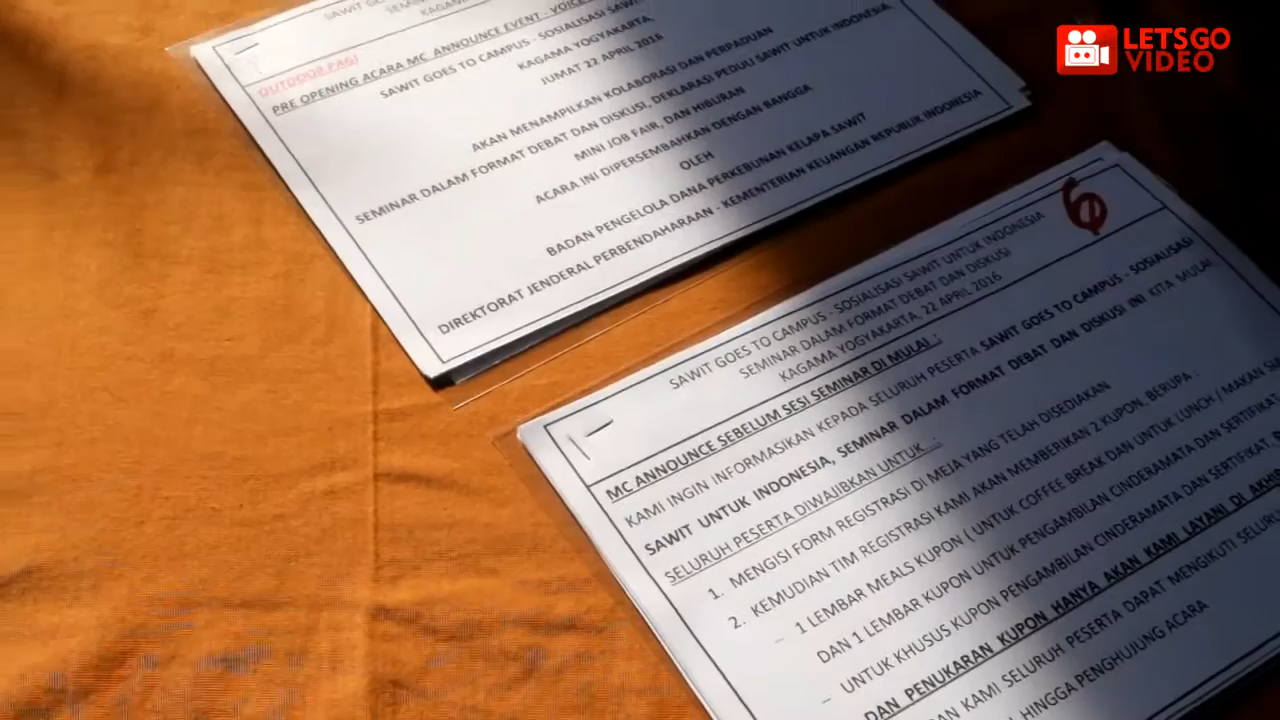 LETSGO
VIDEO
OUTDOOR PAGI
PRE OPENING ACARA MC ANNOUNCE EVENT - VOICE
SAWIT GOES TO CAMPUS - SOSIALISASI SAWIT UNTUK INDONESIA
KAGAMA YOGYAKARTA,
JUMAT 22 APRIL 2016
AKAN MENAMPILKAN KOLABORASI DAN PERPADUAN
SEMINAR DALAM FORMAT DEBAT DAN DISKUSI, DEKLARASI PEDULI SAWIT UNTUK INDONESIA
MINI JOB FAIR, DAN HIBURAN
ACARA INI DIPERSEMBAHKAN DENGAN BANGGA
OLEH
BADAN PENGELOLA DANA PERKEBUNAN KELAPA SAWIT
DIREKTORAT JENDERAL PERBENDAHARAAN - KEMENTERIAN KEUANGAN REPUBLIK INDONESIA
SAWIT GOES TO CAMPUS - SOSIALISASI SAWIT UNTUK INDONESIA
SEMINAR DALAM FORMAT DEBAT DAN DISKUSI
KAGAMA YOGYAKARTA, 22 APRIL 2016
MC ANNOUNCE SEBELUM SESI SEMINAR DI MULAI :
KAMI INGIN INFORMASIKAN KEPADA SELURUH PESERTA SAWIT GOES TO CAMPUS - SOSIALISASI
SAWIT UNTUK INDONESIA, SEMINAR DALAM FORMAT DEBAT DAN DISKUSI INI KITA MULAI
SELURUH PESERTA DIWAJIBKAN UNTUK :
1. MENGISI FORM REGISTRASI DI MEJA YANG TELAH DISEDIAKAN
2. KEMUDIAN TIM REGISTRASI KAMI AKAN MEMBERIKAN 2 KUPON, BERUPA
- 1 LEMBAR MEALS KUPON ( UNTUK COFFEE BREAK DAN UNTUK LUNCH / MAKAN
DAN 1 LEMBAR KUPON UNTUK PENGAMBILAN CINDERAMATA DAN SERTIFIKAT
- UNTUK KHUSUS KUPON PENGAMBILAN CINDERAMATA DAN SERTIFIKAT,
DAN PENUKARAN KUPON HANYA AKAN KAMI LAYANI DI
KAMI SELURUH PESERTA DAPAT MENGIKUTI
HINGGA PENGHUJUNG ACARA